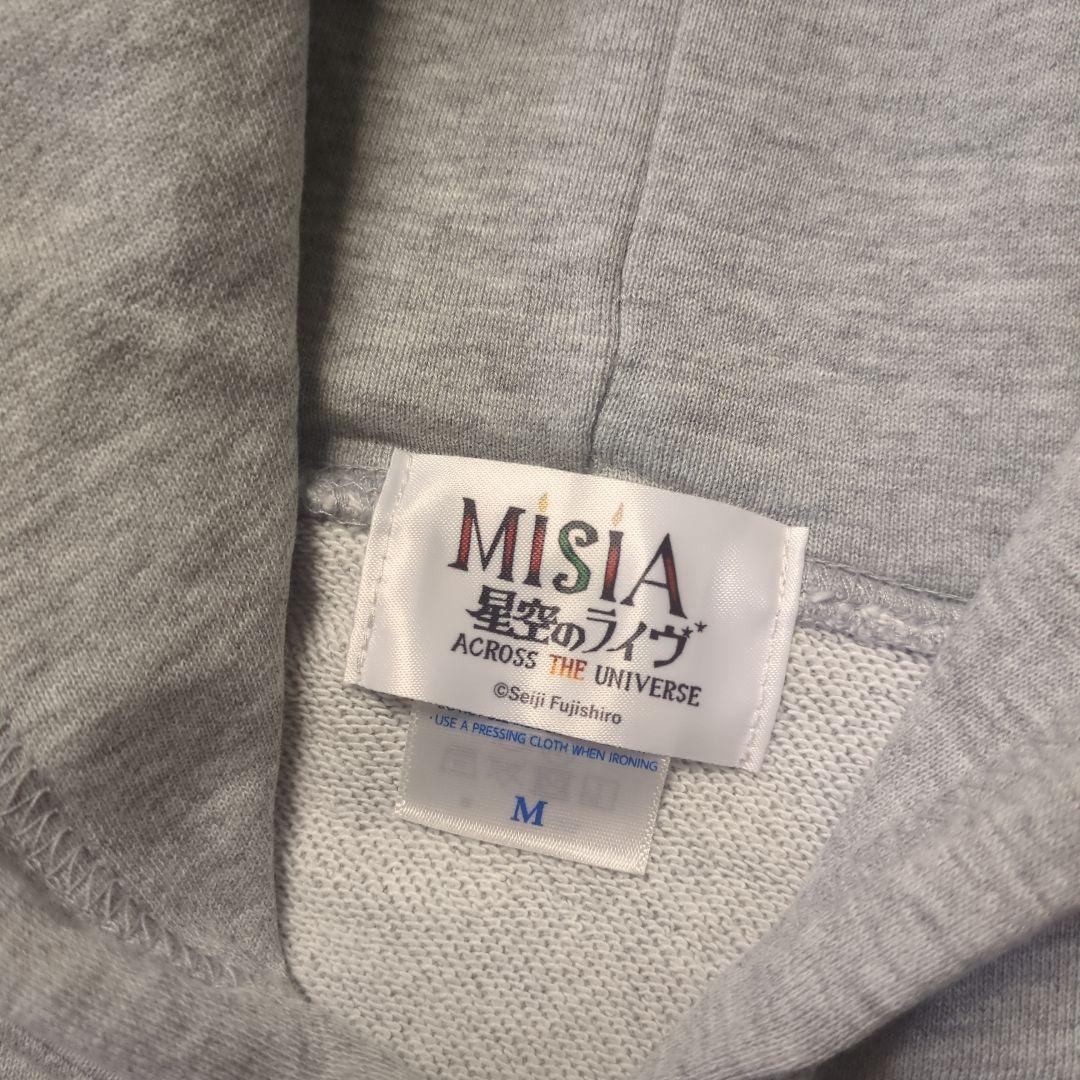 MISIA
星空のライヴ
ACROSS THE UNIVERSE
©Seiji Fujishiro
・USE A PRESSING CLOTH WHEN IRONING
M